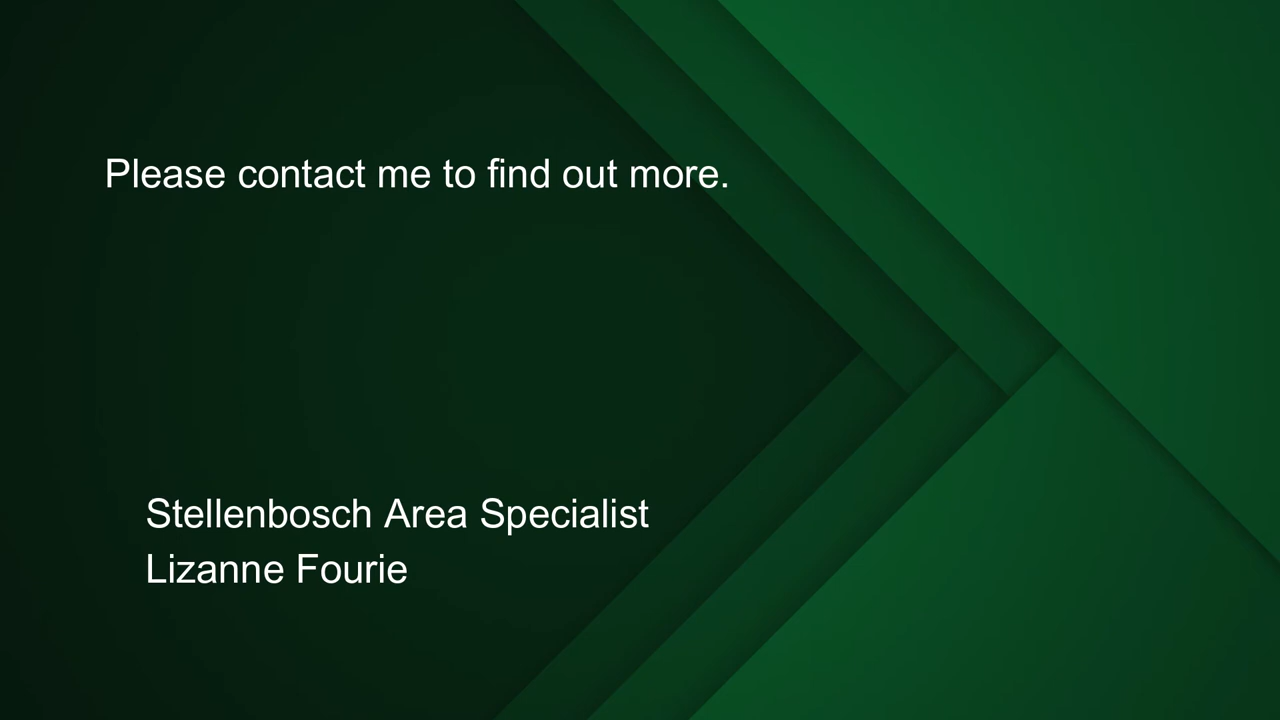 Please contact me to find out more.
Stellenbosch Area Specialist
Lizanne Fourie